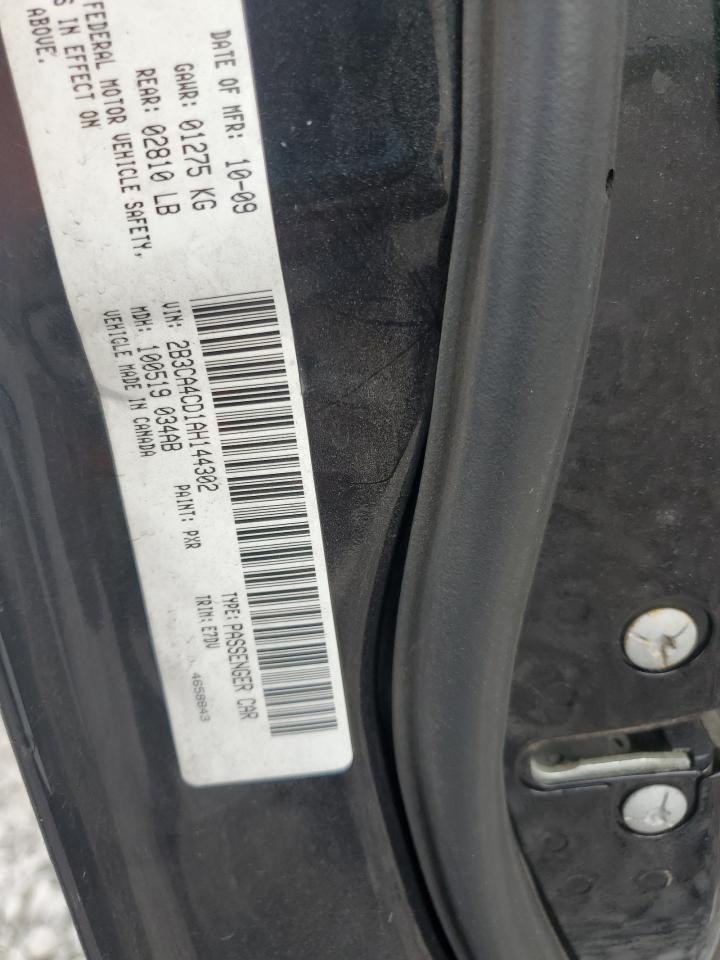 DATE OF MFR: 10-09
GAWR: 01275 KG
REAR: 02810 LB
FEDERAL MOTOR VEHICLE SAFETY,
S IN EFFECT ON
ABOVE.
VIN: 2B3CA4CD1AH144302
TYPE: PASSENGER CAR
MDH: 100519 034AB
PAINT: PXR
TRIM: E7DV
VEHICLE MADE IN CANADA
4658843